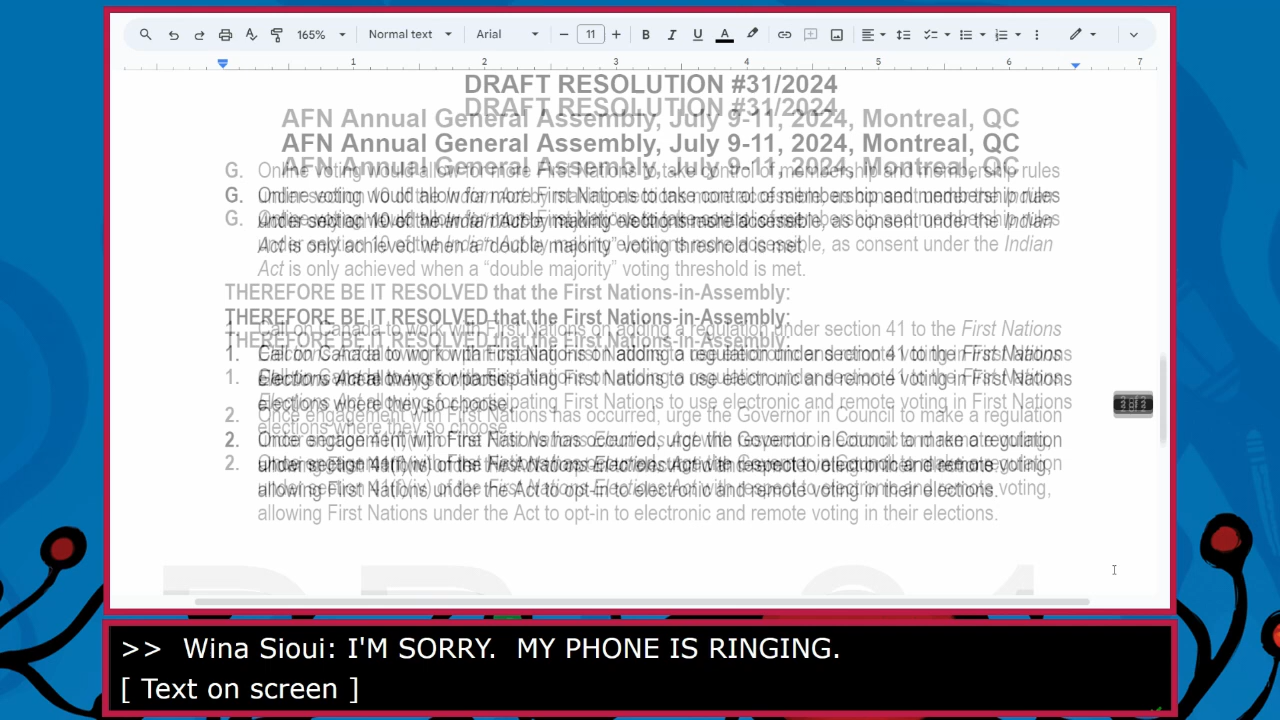 165% Normal text Arial 11 B I U A
1 2 3 4 5 6 7
DRAFT RESOLUTION #31/2024
AFN Annual General Assembly, July 9-11, 2024, Montreal, QC
G. Online voting would allow for more First Nations to take control of membership and membership rules
under section 10 of the Indian Act by making elections more accessible, as consent under the Indian
Act is only achieved when a “double majority” voting threshold is met.
THEREFORE BE IT RESOLVED that the First Nations-in-Assembly:
1. Call on Canada to work with First Nations on adding a regulation under section 41 to the First Nations
Elections Act allowing for participating First Nations to use electronic and remote voting in First Nations
elections where they so choose.
2. Once engagement with First Nations has occurred, urge the Governor in Council to make a regulation
under section 41(f)(iv) of the First Nations Elections Act with respect to electronic and remote voting,
allowing First Nations under the Act to opt-in to electronic and remote voting in their elections.
>> Wina Sioui: I'M SORRY. MY PHONE IS RINGING.
[ Text on screen ]